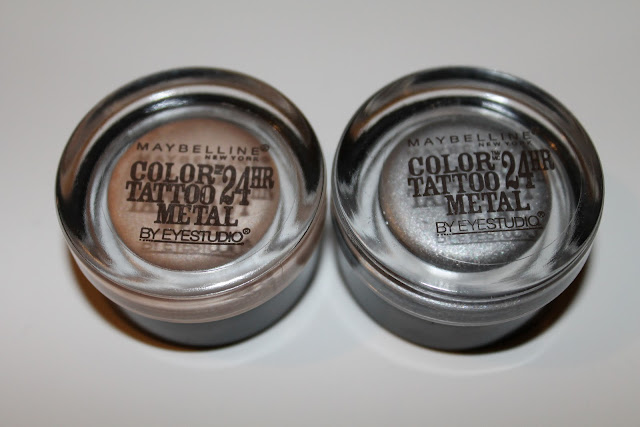 MAYBELLINE®
NEW YORK
COLOR
TATTOO 24HR
METAL
BY EYESTUDIO®
MAYBELLINE®
NEW YORK
COLOR
TATTOO 24HR
METAL
BY EYESTUDIO®